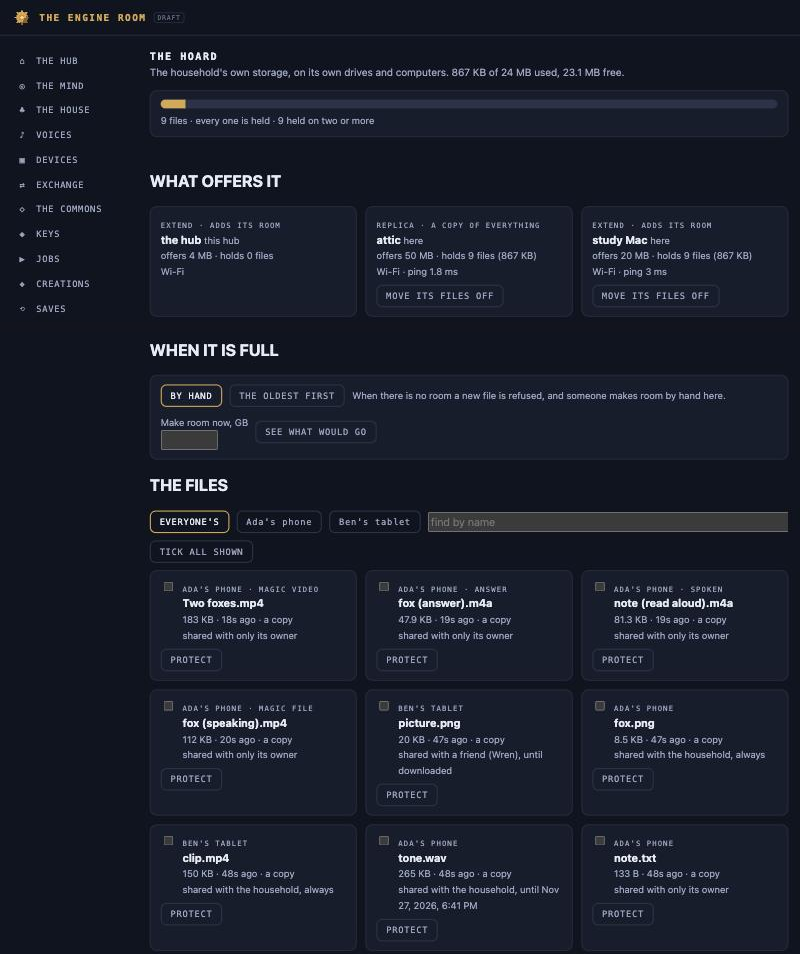 THE ENGINE ROOM DRAFT
THE HUB
THE MIND
THE HOUSE
VOICES
DEVICES
EXCHANGE
THE COMMONS
KEYS
JOBS
CREATIONS
SAVES
THE HOARD
The household's own storage, on its own drives and computers. 867 KB of 24 MB used, 23.1 MB free.
9 files · every one is held · 9 held on two or more
WHAT OFFERS IT
EXTEND · ADDS ITS ROOM
the hub this hub
offers 4 MB · holds 0 files
Wi-Fi
REPLICA · A COPY OF EVERYTHING
attic here
offers 50 MB · holds 9 files (867 KB)
Wi-Fi · ping 1.8 ms
MOVE ITS FILES OFF
EXTEND · ADDS ITS ROOM
study Mac here
offers 20 MB · holds 9 files (867 KB)
Wi-Fi · ping 3 ms
MOVE ITS FILES OFF
WHEN IT IS FULL
BY HAND THE OLDEST FIRST When there is no room a new file is refused, and someone makes room by hand here.
Make room now, GB
SEE WHAT WOULD GO
THE FILES
EVERYONE'S Ada's phone Ben's tablet find by name
TICK ALL SHOWN
ADA'S PHONE · MAGIC VIDEO
Two foxes.mp4
183 KB · 18s ago · a copy
shared with only its owner
PROTECT
ADA'S PHONE · ANSWER
fox (answer).m4a
47.9 KB · 19s ago · a copy
shared with only its owner
PROTECT
ADA'S PHONE · SPOKEN
note (read aloud).m4a
81.3 KB · 19s ago · a copy
shared with only its owner
PROTECT
ADA'S PHONE · MAGIC FILE
fox (speaking).mp4
112 KB · 20s ago · a copy
shared with only its owner
PROTECT
BEN'S TABLET
picture.png
20 KB · 47s ago · a copy
shared with a friend (Wren), until
downloaded
PROTECT
ADA'S PHONE
fox.png
8.5 KB · 47s ago · a copy
shared with the household, always
PROTECT
BEN'S TABLET
clip.mp4
150 KB · 48s ago · a copy
shared with the household, always
PROTECT
ADA'S PHONE
tone.wav
265 KB · 48s ago · a copy
shared with the household, until Nov
27, 2026, 6:41 PM
PROTECT
ADA'S PHONE
note.txt
133 B · 48s ago · a copy
shared with only its owner
PROTECT